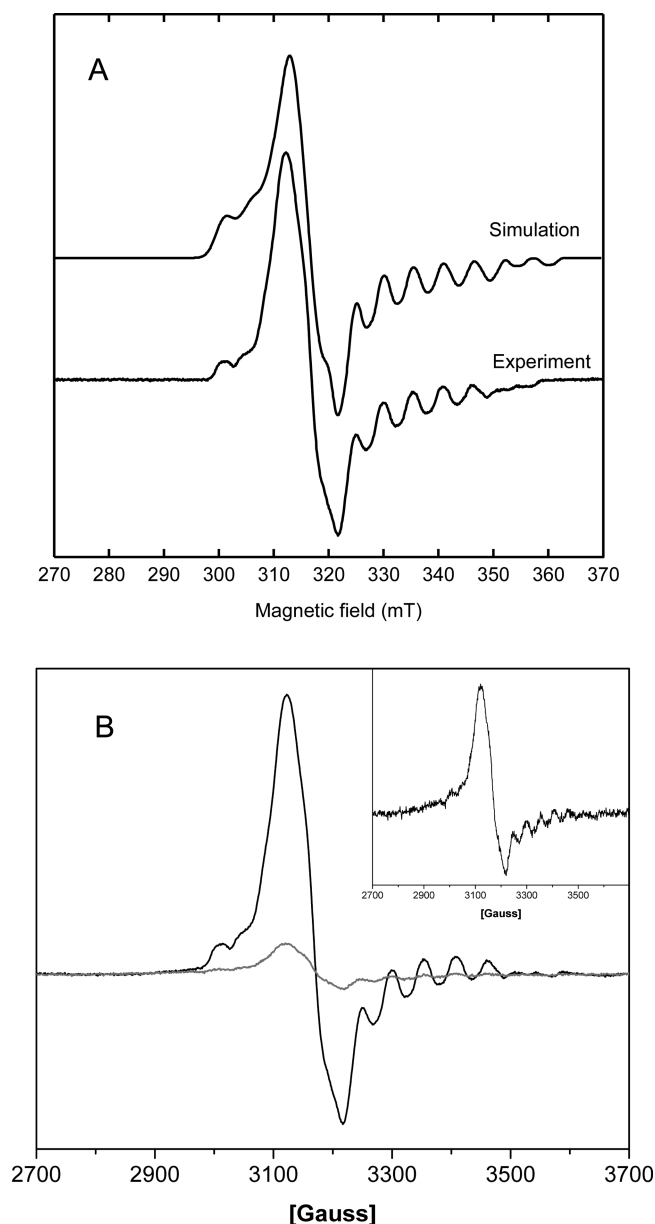 A
Simulation
Experiment
270 280 290 300 310 320 330 340 350 360 370
Magnetic field (mT)
B
2700 2900 3100 3300 3500
[Gauss]
2700 2900 3100 3300 3500 3700
[Gauss]